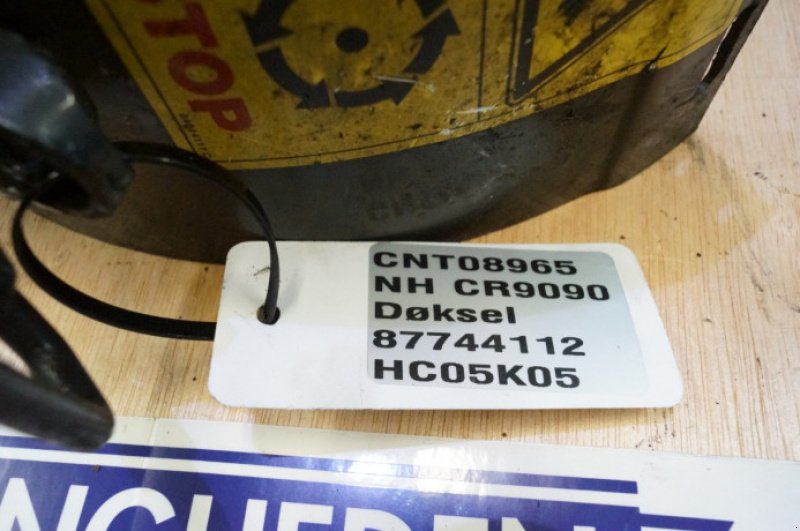 STOP
CNT08965
NH CR9090
Døksel
87744112
HC05K05